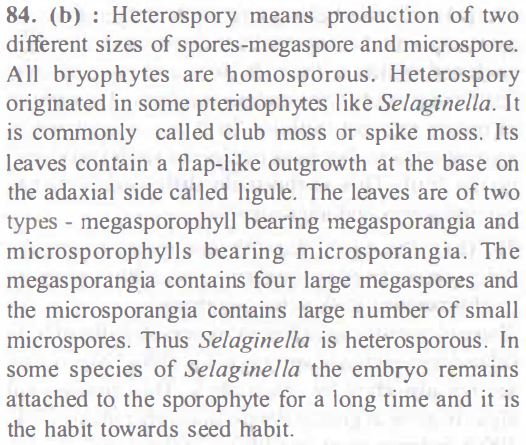 84. (b) : Heterospory means production of two
different sizes of spores-megaspore and microspore.
All bryophytes are homosporous. Heterospory
originated in some pteridophytes like Selaginella. It
is commonly called club moss or spike moss. Its
leaves contain a flap-like outgrowth at the base on
the adaxial side called ligule. The leaves are of two
types - megasporophyll bearing megasporangia and
microsporophylls bearing microsporangia. The
megasporangia contains four large megaspores and
the microsporangia contains large number of small
microspores. Thus Selaginella is heterosporous. In
some species of Selaginella the embryo remains
attached to the sporophyte for a long time and it is
the habit towards seed habit.